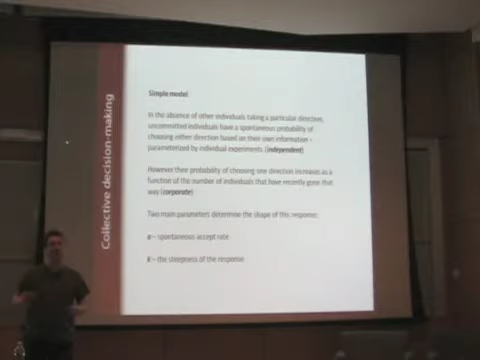 Collective decision-making
Simple model
In the absence of other individuals taking a particular direction,
uncommitted individuals have a spontaneous probability of
choosing either direction based on their own information –
parameterized by individual experiments. (independent)
However their probability of choosing one direction increases as a
function of the number of individuals that have recently gone that
way (corporate)
Two main parameters determine the shape of this response:
– spontaneous accept rate
– the steepness of the response